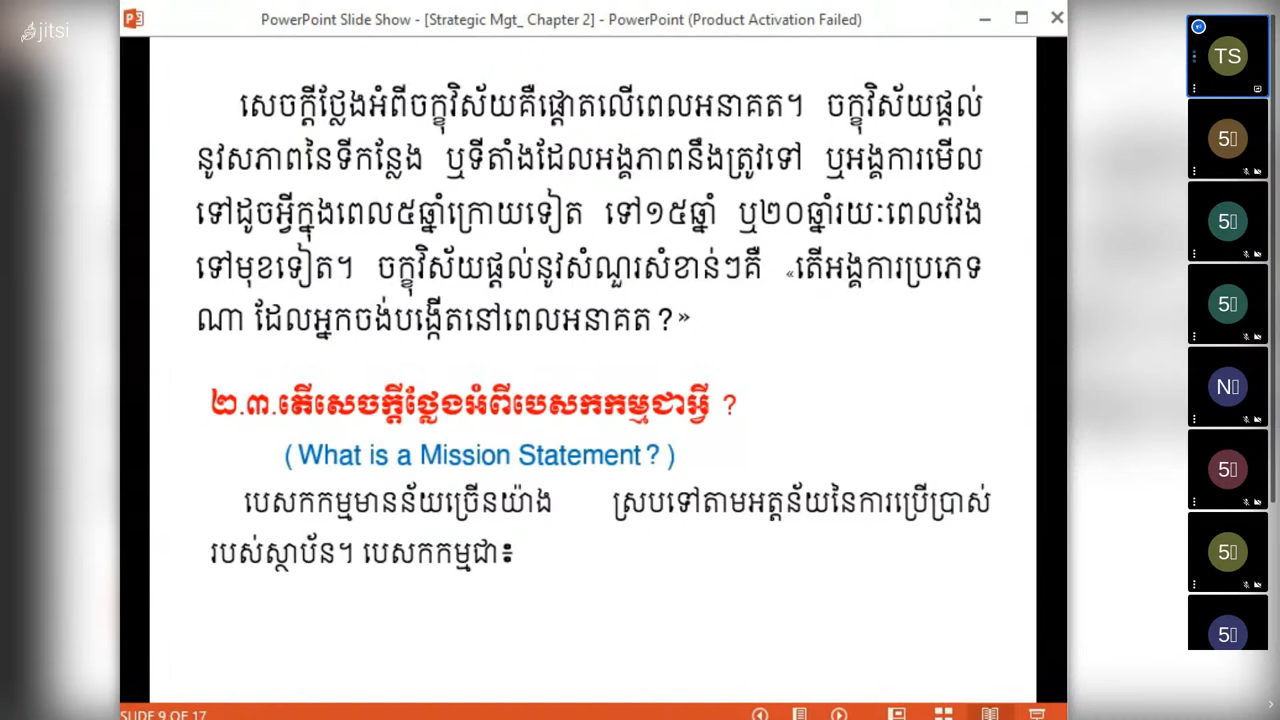 jitsi
PowerPoint Slide Show - [Strategic Mgt_ Chapter 2] - PowerPoint (Product Activation Failed)
TS
សេចក្តីថ្លែងអំពីចក្ខុវិស័យគឺផ្តោតលើពេលអនាគត។ ចក្ខុវិស័យផ្តល់
នូវសភាពនៃទីកន្លែង ឬទីតាំងដែលអង្គភាពនឹងត្រូវទៅ ឬអង្គការមើល
ទៅដូចអ្វីក្នុងពេល៥ឆ្នាំក្រោយទៀត ទៅ១៥ឆ្នាំ ឬ២០ឆ្នាំរយៈពេលវែង
ទៅមុខទៀត។ ចក្ខុវិស័យផ្តល់នូវសំណួរសំខាន់ៗគឺ «តើអង្គការប្រភេទ
ណា ដែលអ្នកចង់បង្កើតនៅពេលអនាគត?»
២.៣.តើសេចក្តីថ្លែងអំពីបេសកកម្មជាអ្វី ?
(What is a Mission Statement?)
បេសកកម្មមានន័យច្រើនយ៉ាង ស្របទៅតាមអត្តន័យនៃការប្រើប្រាស់
របស់ស្ថាប័ន។ បេសកកម្មជា៖
5
5
5
N
5
5
5
SLIDE 9 OF 17